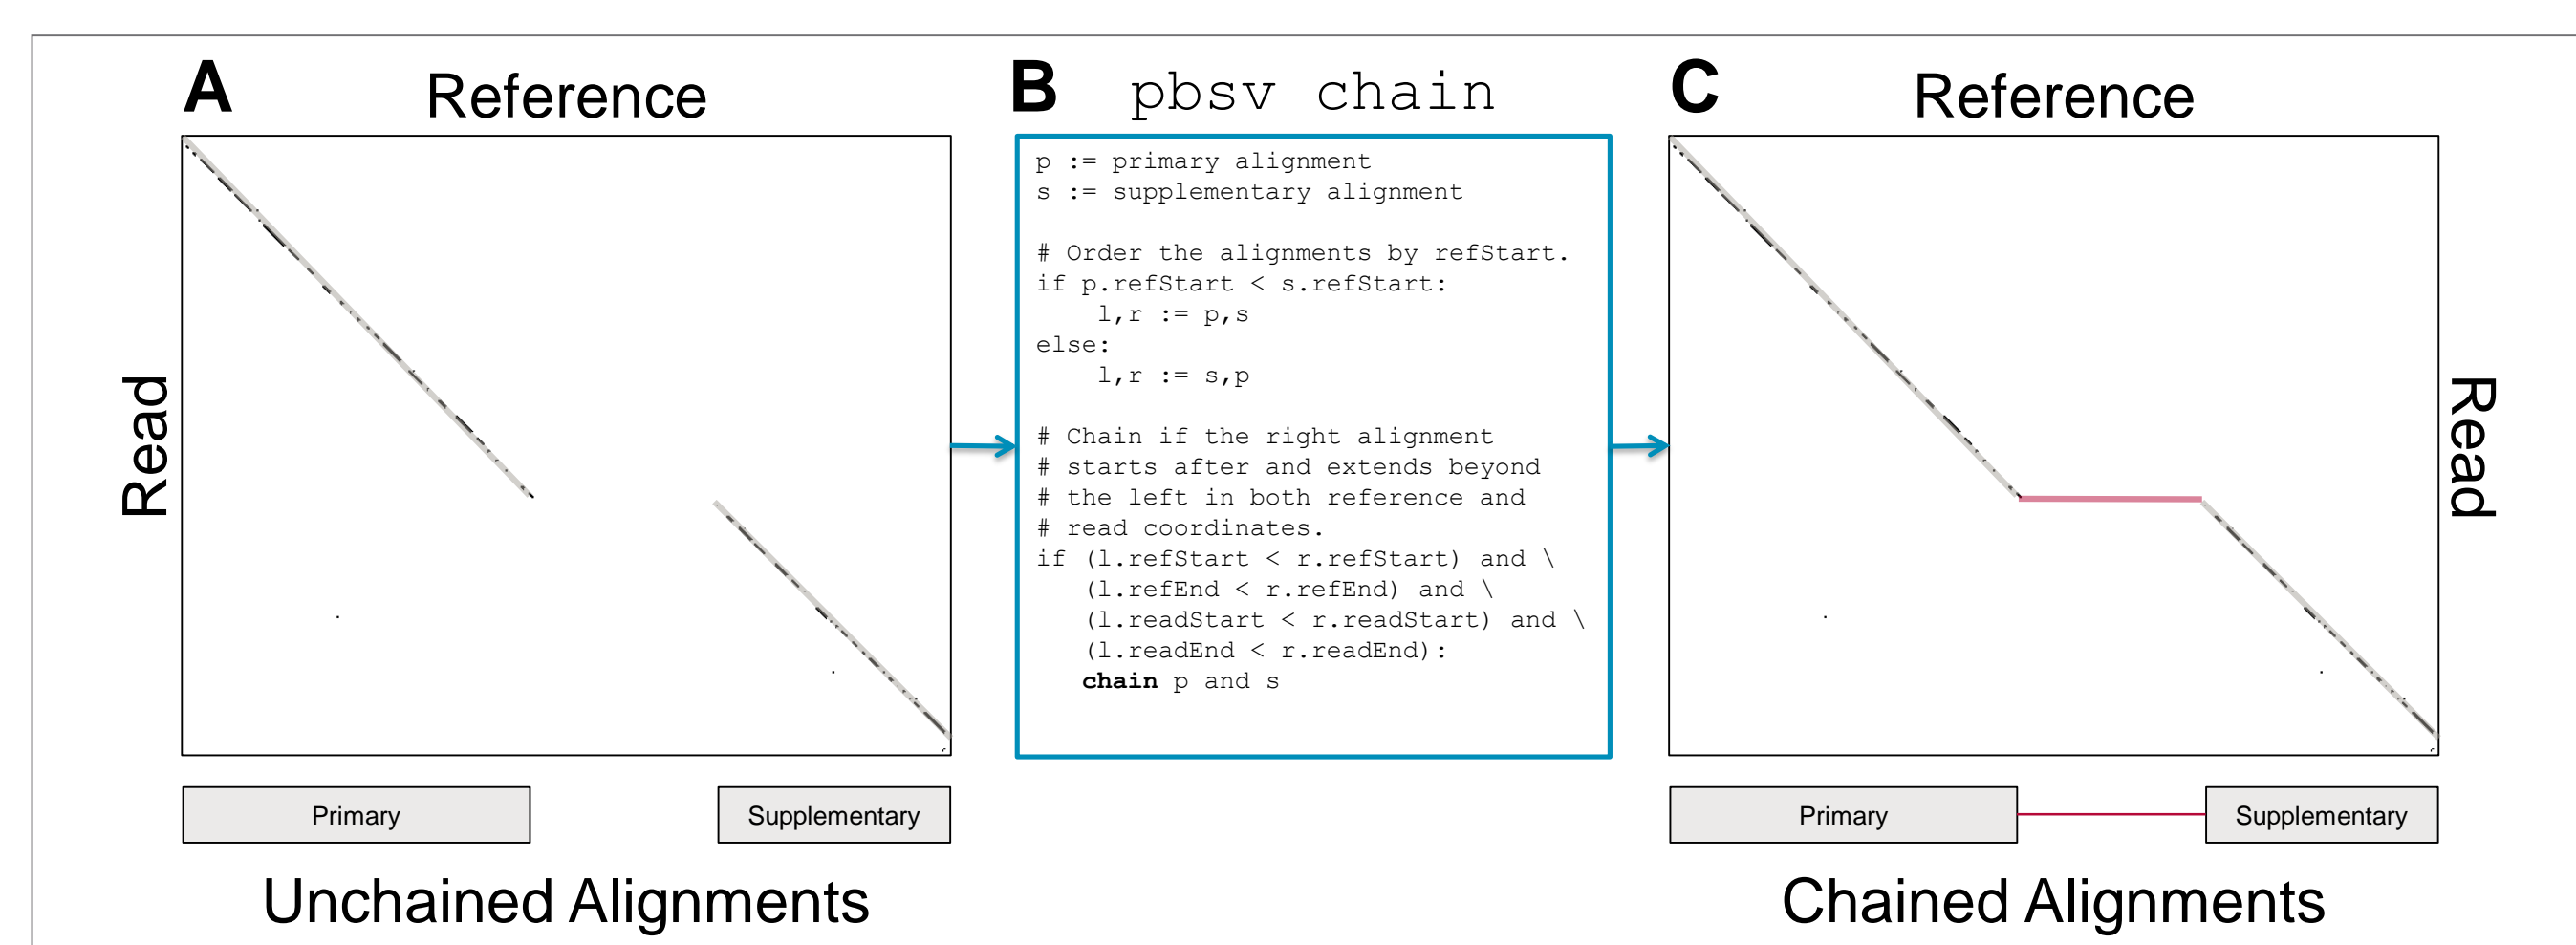 A
Reference
Read
Primary
Supplementary
Unchained Alignments
B
pbsv chain
p := primary alignment
s := supplementary alignment
# Order the alignments by refStart.
if p.refStart < s.refStart:
    l,r := p,s
else:
    l,r := s,p
# Chain if the right alignment
# starts after and extends beyond
# the left in both reference and
# read coordinates.
if (l.refStart < r.refStart) and \
   (l.refEnd < r.refEnd) and \
   (l.readStart < r.readStart) and \
   (l.readEnd < r.readEnd):
   chain p and s
C
Reference
Read
Primary
Supplementary
Chained Alignments